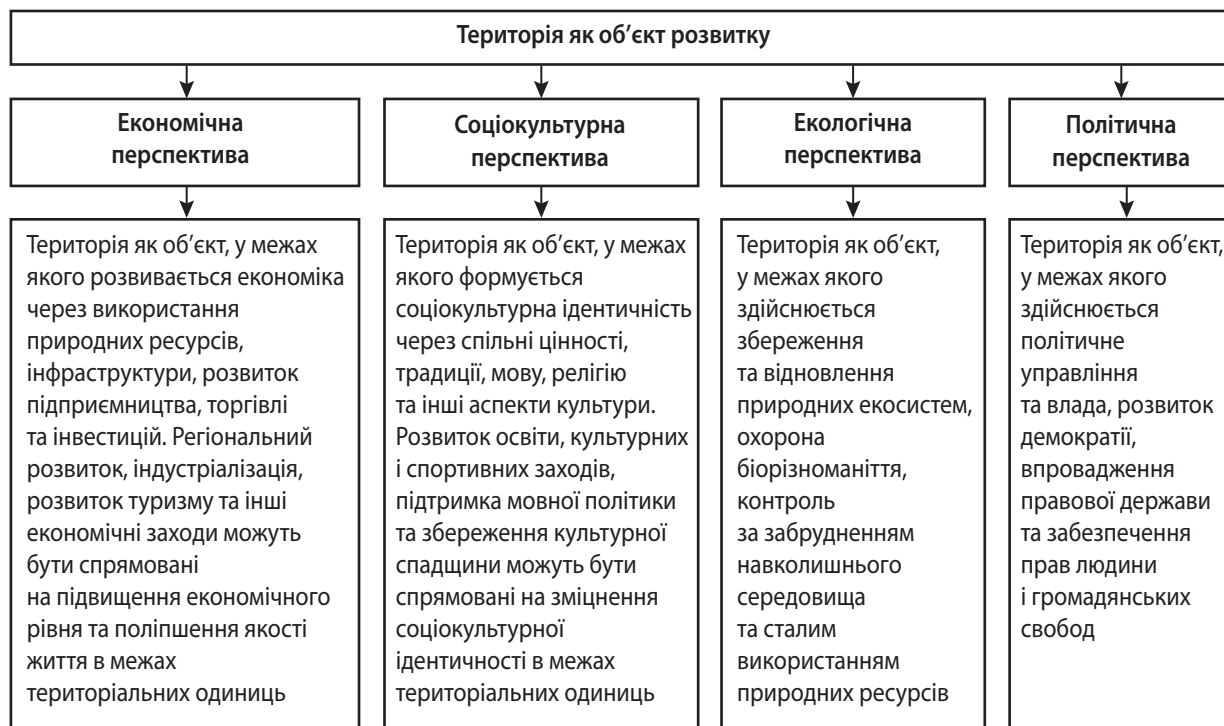 Територія як об’єкт розвитку
Економічна
перспектива
Соціокультурна
перспектива
Екологічна
перспектива
Політична
перспектива
Територія як об’єкт, у межах
якого розвивається економіка
через використання
природних ресурсів,
інфраструктури, розвиток
підприємництва, торгівлі
та інвестицій. Регіональний
розвиток, індустріалізація,
розвиток туризму та інші
економічні заходи можуть
бути спрямовані
на підвищення економічного
рівня та поліпшення якості
життя в межах
територіальних одиниць
Територія як об’єкт, у межах
якого формується
соціокультурна ідентичність
через спільні цінності,
традиції, мову, релігію
та інші аспекти культури.
Розвиток освіти, культурних
і спортивних заходів,
підтримка мовної політики
та збереження культурної
спадщини можуть бути
спрямовані на зміцнення
соціокультурної
ідентичності в межах
територіальних одиниць
Територія як об’єкт,
у межах якого
здійснюється
збереження
та відновлення
природних екосистем,
охорона
біорізноманіття,
контроль
за забрудненням
навколишнього
середовища
та сталим
використанням
природних ресурсів
Територія як об’єкт,
у межах якого
здійснюється
політичне
управління
та влада, розвиток
демократії,
впровадження
правової держави
та забезпечення
прав людини
і громадянських
свобод